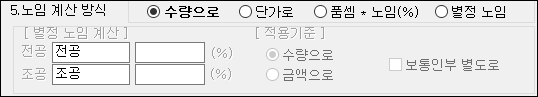 5.노임 계산 방식 수량으로 단가로 품셈 * 노임(%) 별정 노임
[ 별정 노임 계산 ] [ 적용기준 ]
전공 전공 (%) 수량으로
조공 조공 (%) 금액으로 보통인부 별도로